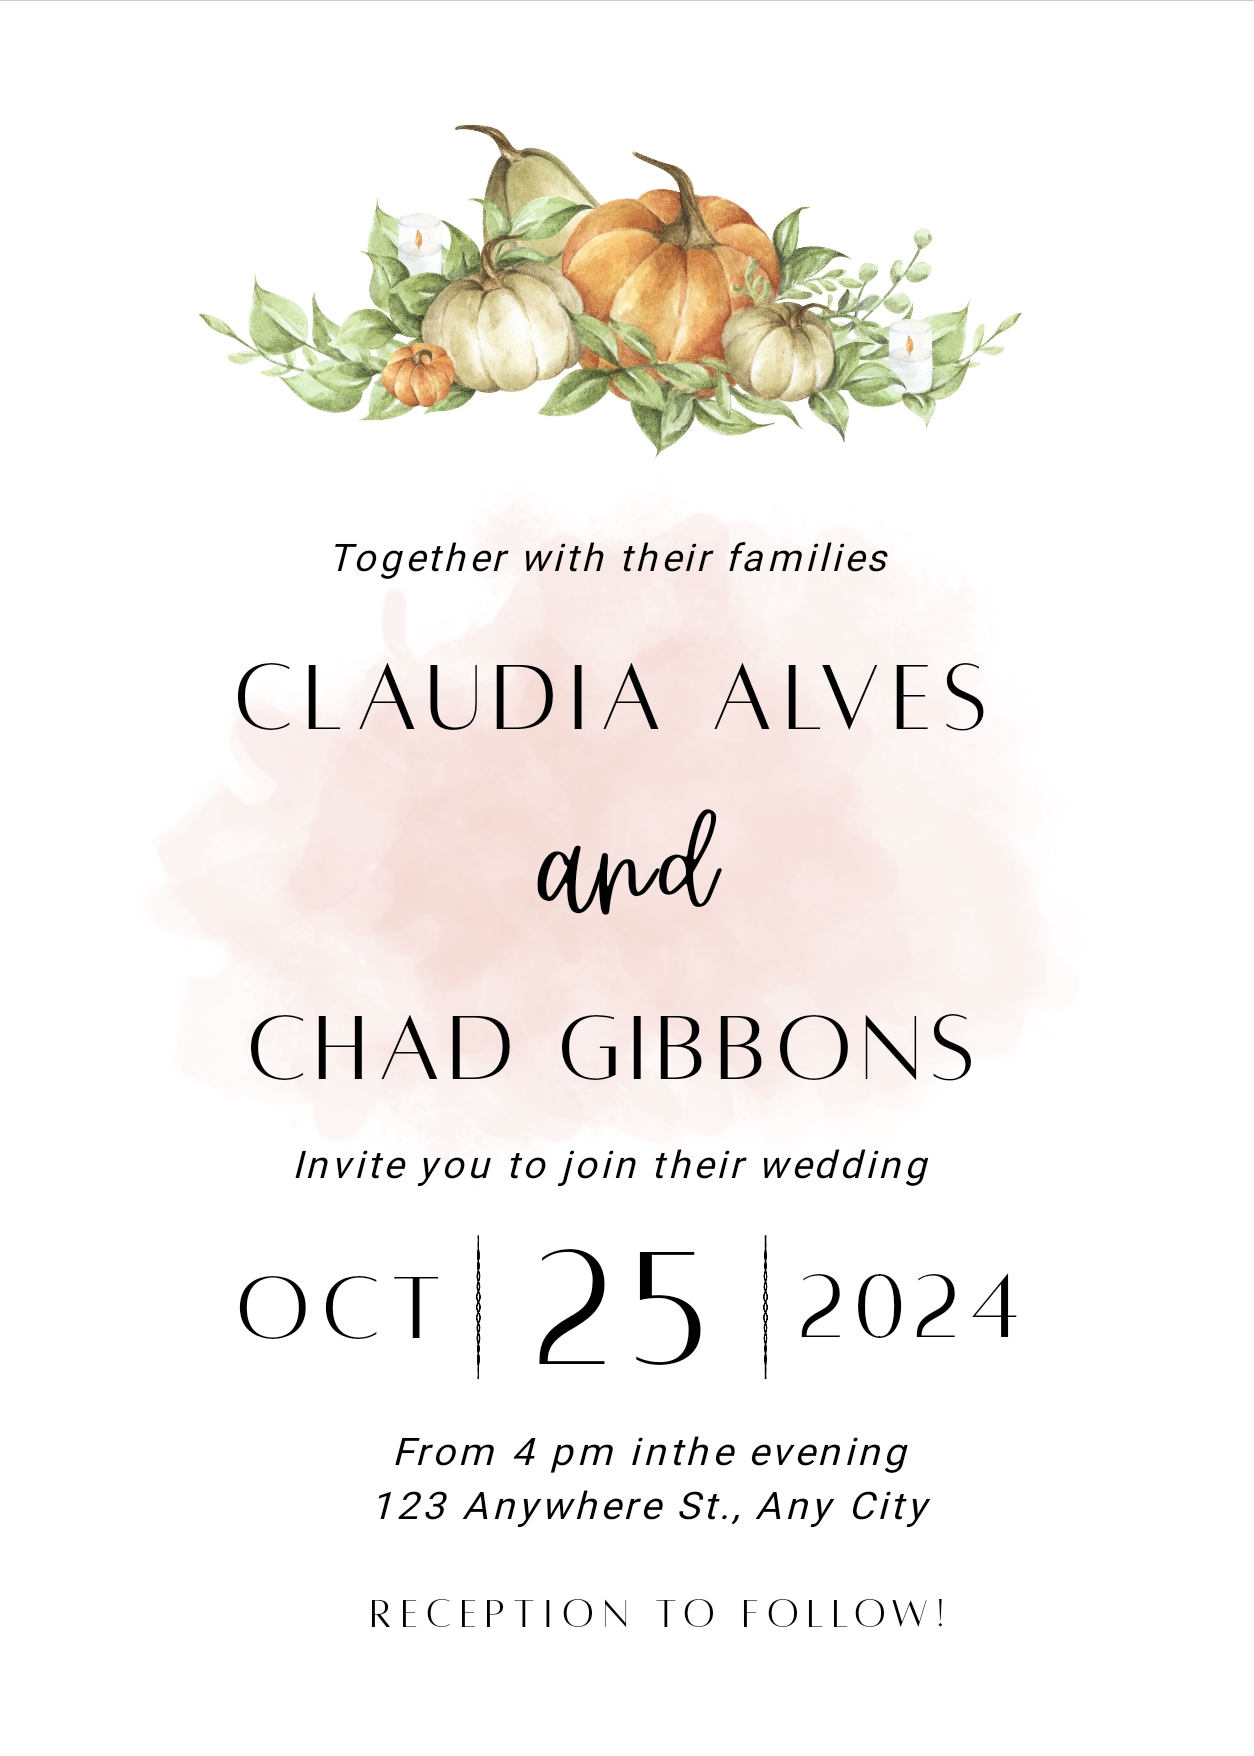 Together with their families
CLAUDIA ALVES
and
CHAD GIBBONS
Invite you to join their wedding
OCT 25 2024
From 4 pm inthe evening
123 Anywhere St., Any City
RECEPTION TO FOLLOW!